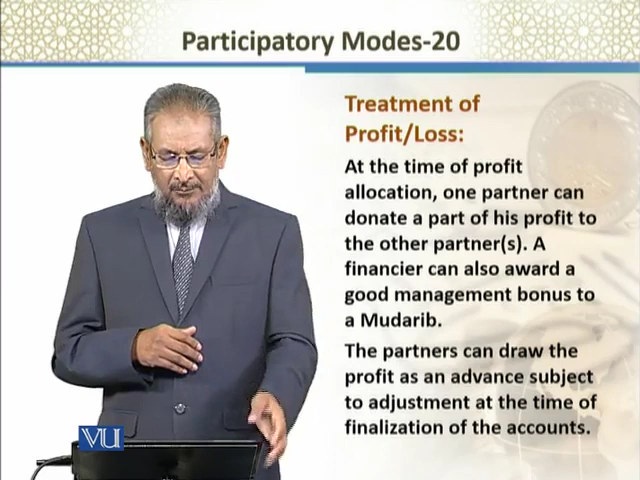 Participatory Modes-20
Treatment of
Profit/Loss:
At the time of profit
allocation, one partner can
donate a part of his profit to
the other partner(s). A
financier can also award a
good management bonus to
a Mudarib.
The partners can draw the
profit as an advance subject
to adjustment at the time of
finalization of the accounts.
VU